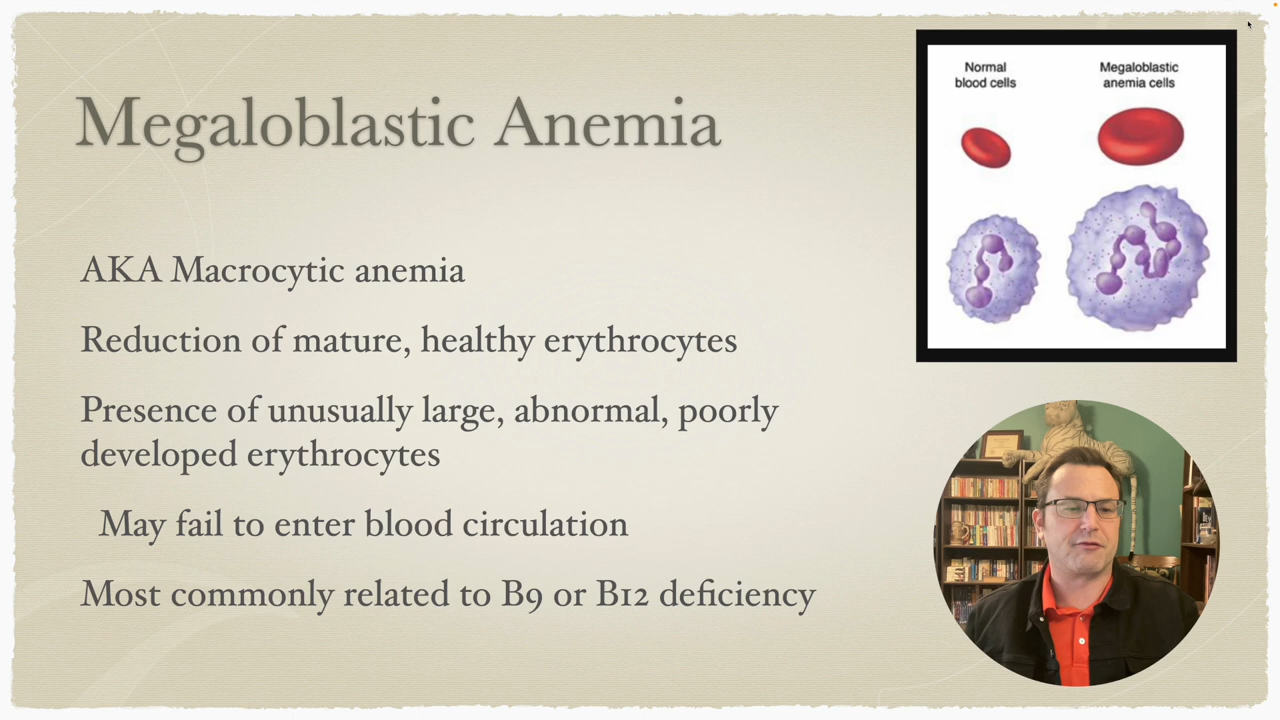 Megaloblastic Anemia
AKA Macrocytic anemia
Reduction of mature, healthy erythrocytes
Presence of unusually large, abnormal, poorly
developed erythrocytes
May fail to enter blood circulation
Most commonly related to B9 or B12 deficiency
Normal
blood cells
Megaloblastic
anemia cells